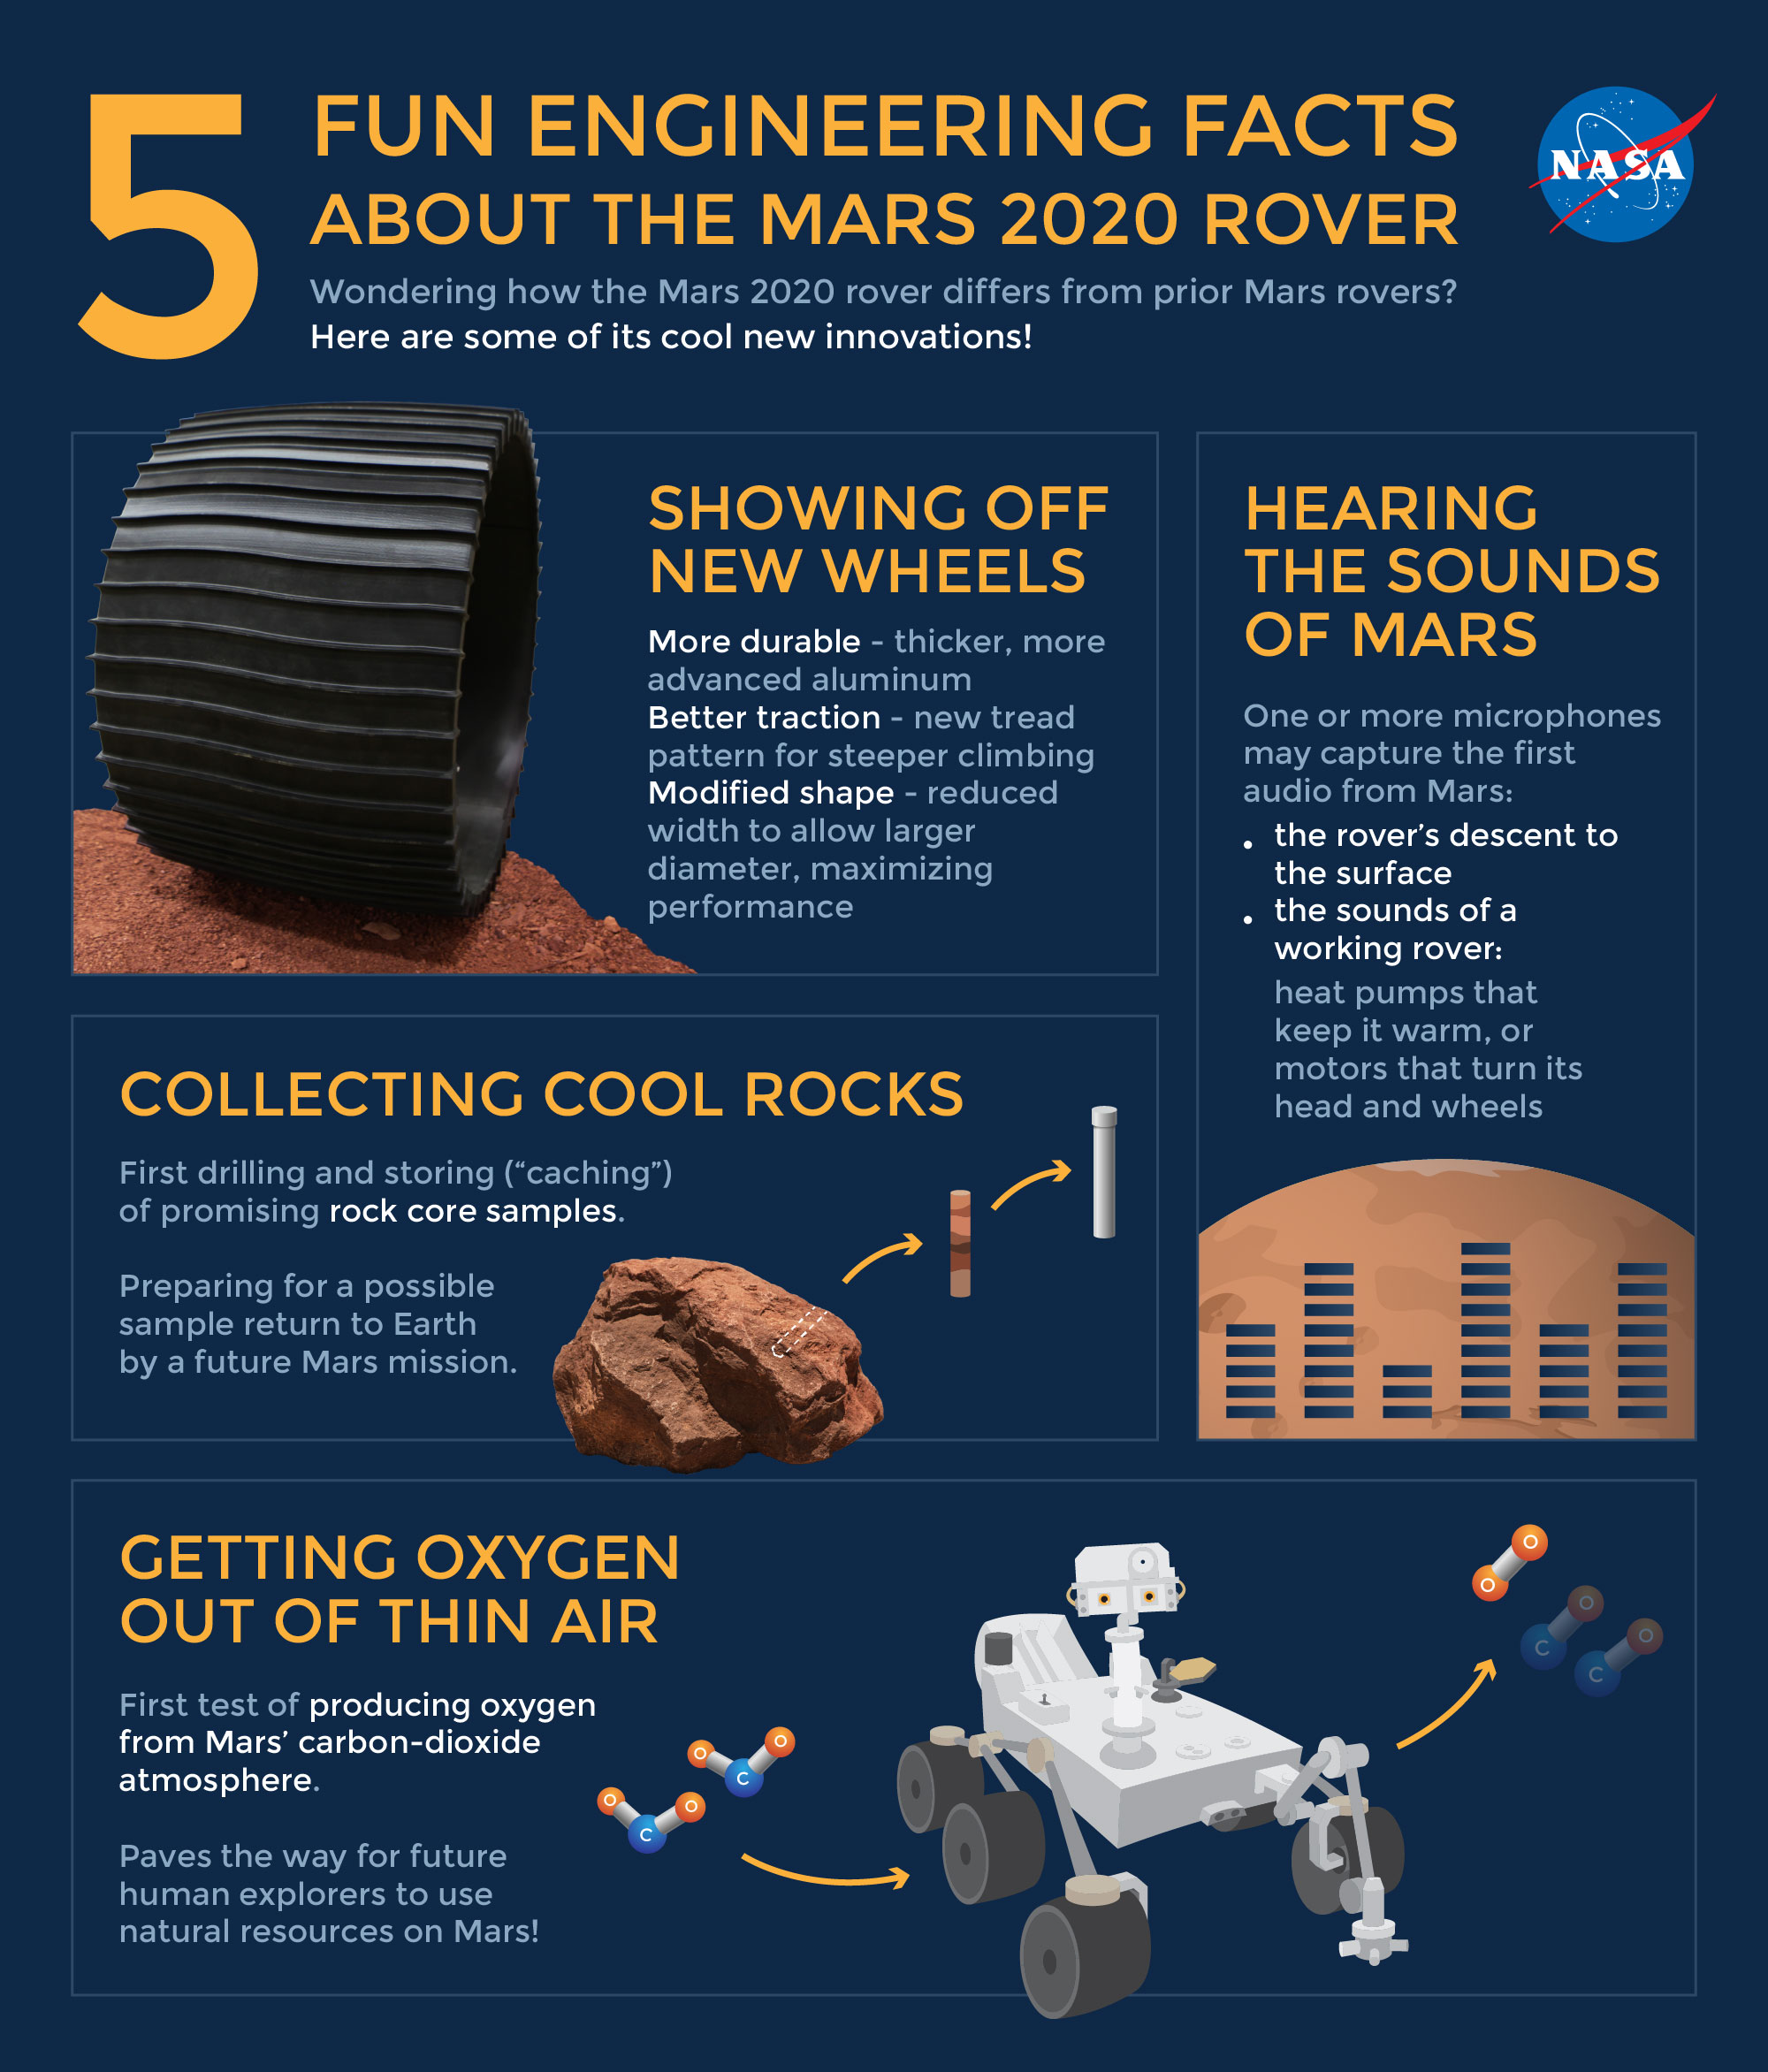 5
FUN ENGINEERING FACTS
ABOUT THE MARS 2020 ROVER
Wondering how the Mars 2020 rover differs from prior Mars rovers?
Here are some of its cool new innovations!
NASA
SHOWING OFF
NEW WHEELS
More durable - thicker, more
advanced aluminum
Better traction - new tread
pattern for steeper climbing
Modified shape - reduced
width to allow larger
diameter, maximizing
performance
HEARING
THE SOUNDS
OF MARS
One or more microphones
may capture the first
audio from Mars:
• the rover's descent to
the surface
• the sounds of a
working rover:
heat pumps that
keep it warm, or
motors that turn its
head and wheels
COLLECTING COOL ROCKS
First drilling and storing (“caching”)
of promising rock core samples.
Preparing for a possible
sample return to Earth
by a future Mars mission.
GETTING OXYGEN
OUT OF THIN AIR
First test of producing oxygen
from Mars’ carbon-dioxide
atmosphere.
Paves the way for future
human explorers to use
natural resources on Mars!
O C O
O C O
O O
C O
C O